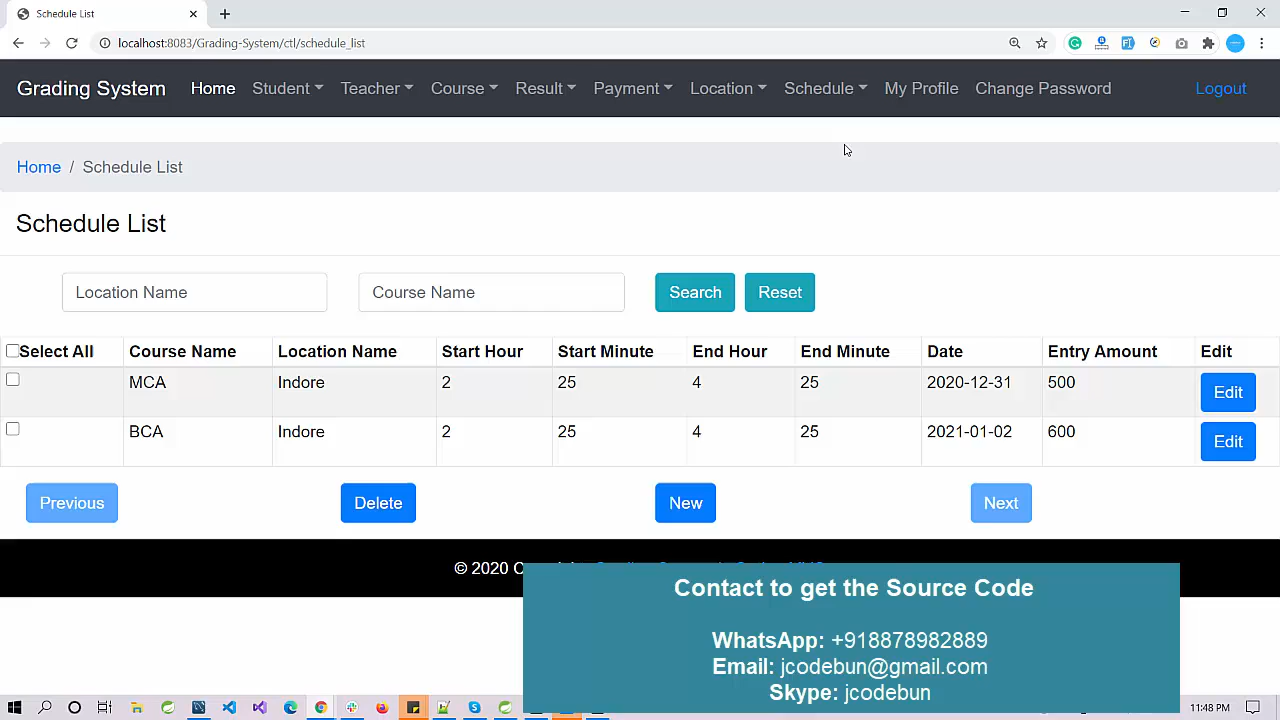 Schedule List
localhost:8083/Grading-System/ctl/schedule_list
Grading System Home Student Teacher Course Result Payment Location Schedule My Profile Change Password Logout
Home / Schedule List
Schedule List
Location Name Course Name Search Reset
Select All Course Name Location Name Start Hour Start Minute End Hour End Minute Date Entry Amount Edit
MCA Indore 2 25 4 25 2020-12-31 500 Edit
BCA Indore 2 25 4 25 2021-01-02 600 Edit
Previous Delete New Next
© 2020
Contact to get the Source Code
WhatsApp: +918878982889
Email: jcodebun@gmail.com
Skype: jcodebun
11:48 PM